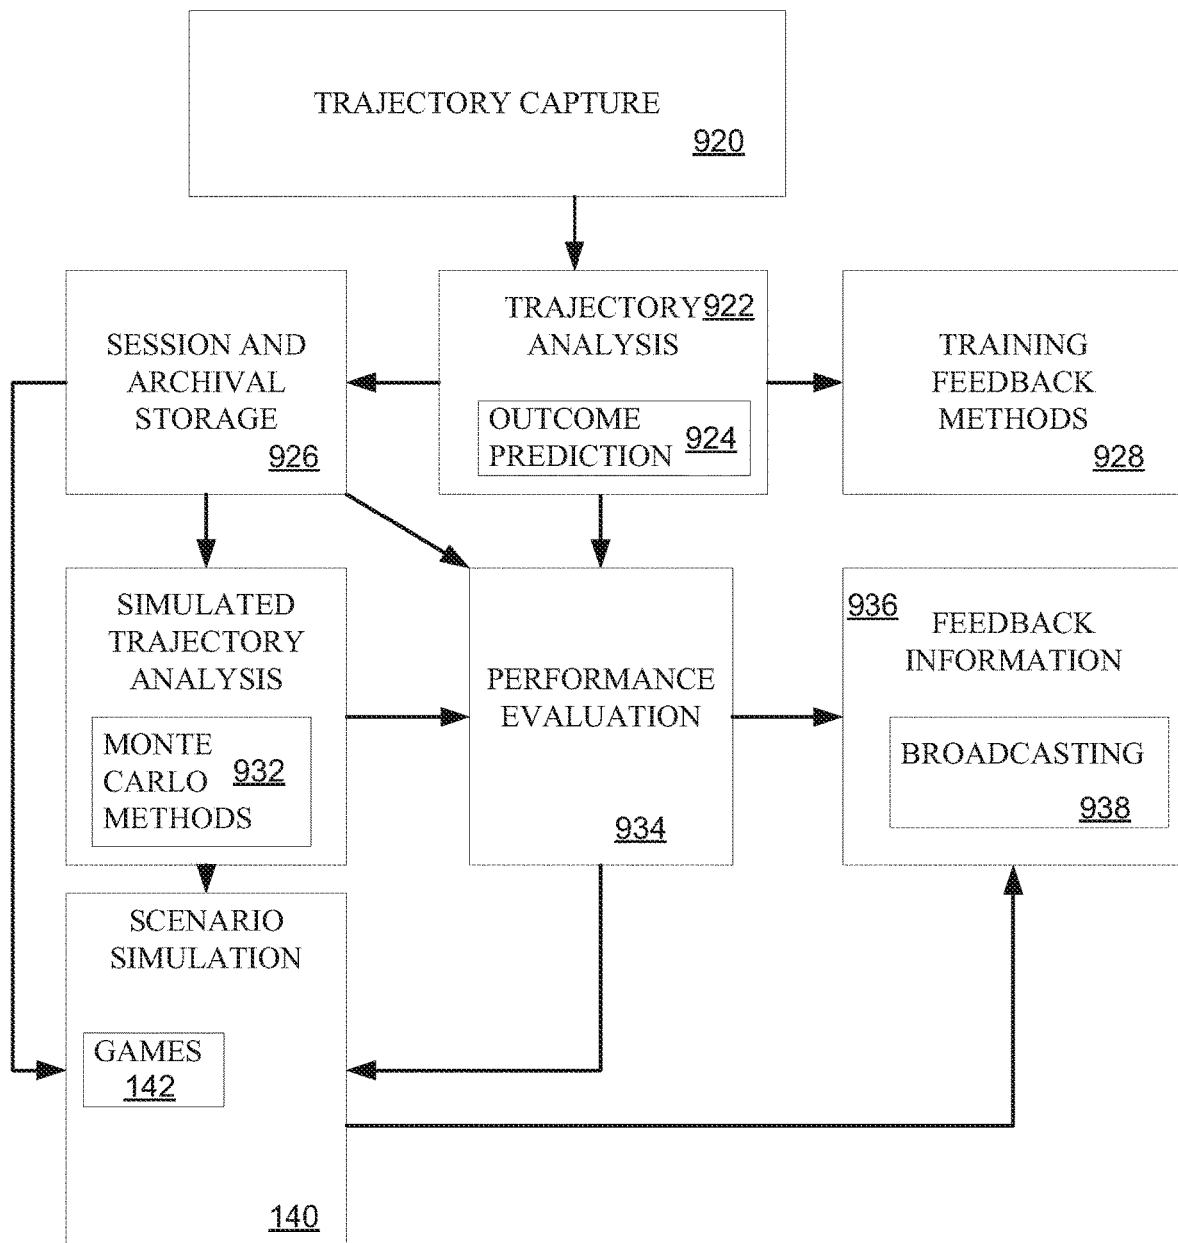 TRAJECTORY CAPTURE
920
TRAJECTORY 922
ANALYSIS
OUTCOME
PREDICTION
924
SESSION AND
ARCHIVAL
STORAGE
926
TRAINING
FEEDBACK
METHODS
928
SIMULATED
TRAJECTORY
ANALYSIS
MONTE
CARLO
METHODS
932
PERFORMANCE
EVALUATION
934
936
FEEDBACK
INFORMATION
BROADCASTING
938
SCENARIO
SIMULATION
GAMES
142
140